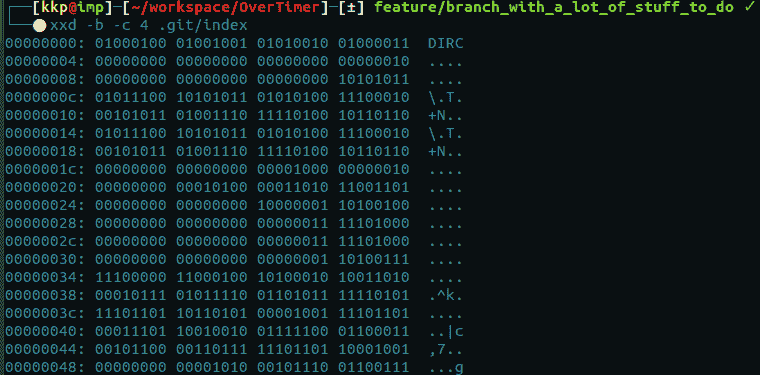 [kkp@imp]─[~/workspace/OverTimer]─[±] feature/branch_with_a_lot_of_stuff_to_do ✓
xxd -b -c 4 .git/index
00000000: 01000100 01001001 01010010 01000011  DIRC
00000004: 00000000 00000000 00000000 00000010  ....
00000008: 00000000 00000000 00000000 10101011  ....
0000000c: 01011100 10101011 01010100 11100010  \.T.
00000010: 00101011 01001110 11110100 10110110  +N..
00000014: 01011100 10101011 01010100 11100010  \.T.
00000018: 00101011 01001110 11110100 10110110  +N..
0000001c: 00000000 00000000 00001000 00000010  ....
00000020: 00000000 00010100 00011010 11001101  ....
00000024: 00000000 00000000 10000001 10100100  ....
00000028: 00000000 00000000 00000011 11101000  ....
0000002c: 00000000 00000000 00000011 11101000  ....
00000030: 00000000 00000000 00000001 10100111  ....
00000034: 11100000 11000100 10100010 10011010  ....
00000038: 00010111 01011110 01101011 11110101  .^k.
0000003c: 11101101 10110101 00001001 11101101  ....
00000040: 00011101 10010010 01111100 01100011  ..|c
00000044: 00101100 00110111 11101101 10001001  ,7..
00000048: 00000000 00001010 00101110 01100111  ...g